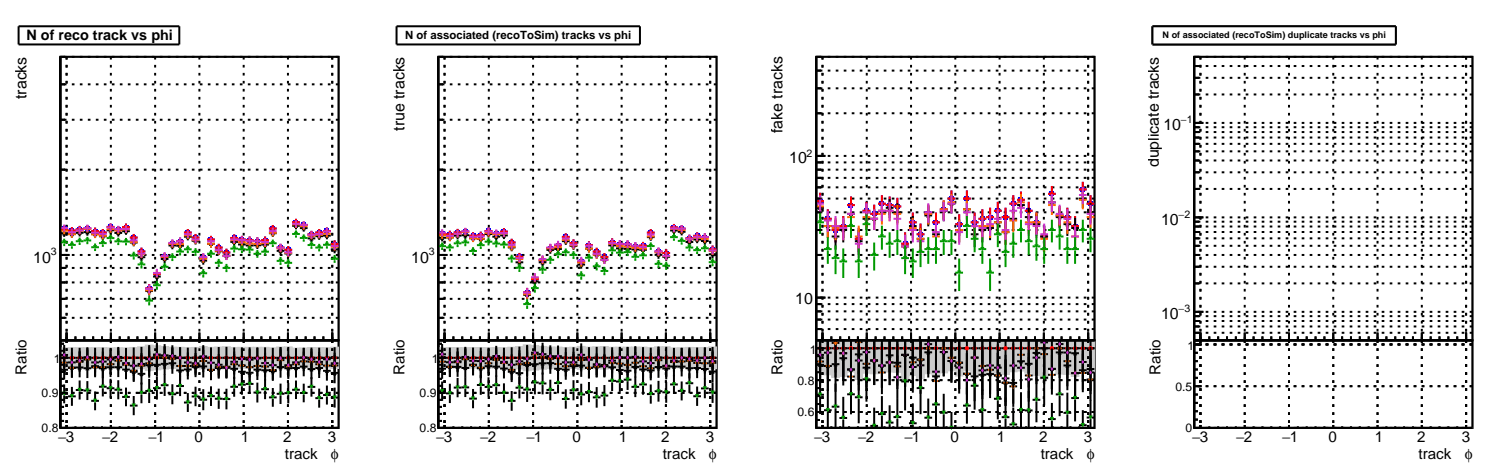 N of reco track vs phi
tracks
10³
Ratio
1
0.9
0.8
−3 −2 −1 0 1 2 3
track ϕ
N of associated (recoToSim) tracks vs phi
true tracks
10³
Ratio
1
0.9
0.8
−3 −2 −1 0 1 2 3
track ϕ
fake tracks
10²
10
Ratio
1
0.8
0.6
−3 −2 −1 0 1 2 3
track ϕ
N of associated (recoToSim) duplicate tracks vs phi
duplicate tracks
10⁻¹
10⁻²
10⁻³
Ratio
1
0.5
0
−3 −2 −1 0 1 2 3
track ϕ